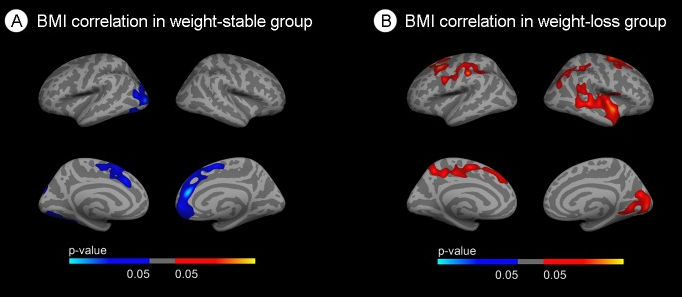 A BMI correlation in weight-stable group
B BMI correlation in weight-loss group
p-value
0.05 0.05
p-value
0.05 0.05